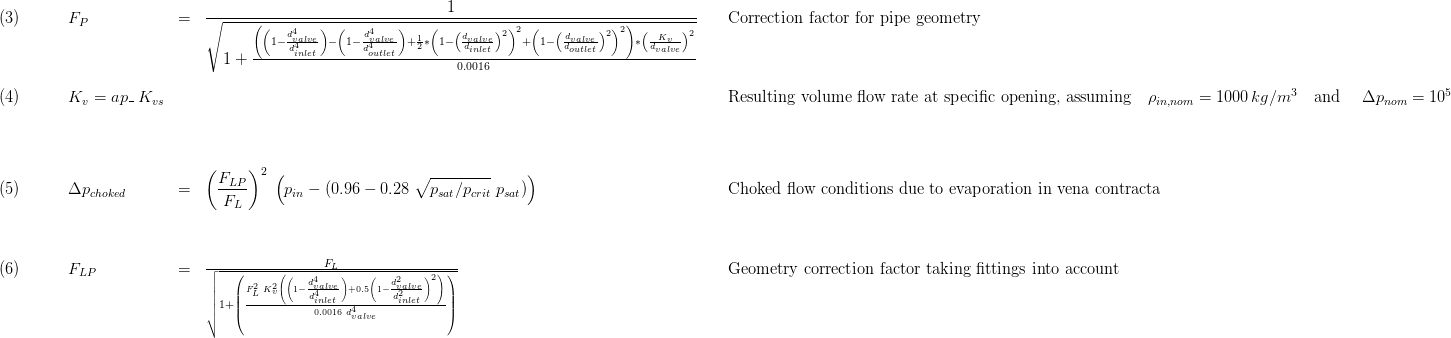 (3) $F_P = \frac{1}{\sqrt{1+\frac{\left(\left(1-\frac{d_{valve}^4}{d_{inlet}^4}\right)-\left(1-\frac{d_{valve}^4}{d_{outlet}^4}\right)+\frac{1}{2}*\left(1-\left(\frac{d_{valve}}{d_{inlet}}\right)^2\right)^2+\left(1-\left(\frac{d_{valve}}{d_{outlet}}\right)^2\right)^2\right)*\left(\frac{K_v}{d_{valve}}\right)^2}{0.0016}}}$ Correction factor for pipe geometry
(4) $K_v = ap\_\ K_{vs}$ Resulting volume flow rate at specific opening, assuming $\rho_{in,nom} = 1000\,kg/m^3$ and $\Delta p_{nom} = 10^5$
(5) $\Delta p_{choked} = \left(\frac{F_{LP}}{F_L}\right)^2 \left(p_{in} - (0.96 - 0.28\ \sqrt{p_{sat}/p_{crit}}\ p_{sat})\right)$ Choked flow conditions due to evaporation in vena contracta
(6) $F_{LP} = \frac{F_L}{\sqrt{1+\left(\frac{F_L^2\ K_v^2\left(\left(1-\frac{d_{valve}^4}{d_{inlet}^4}\right)+0.5\left(1-\frac{d_{valve}^2}{d_{inlet}^2}\right)^2\right)}{0.0016\ d_{valve}^4}\right)}}$ Geometry correction factor taking fittings into account